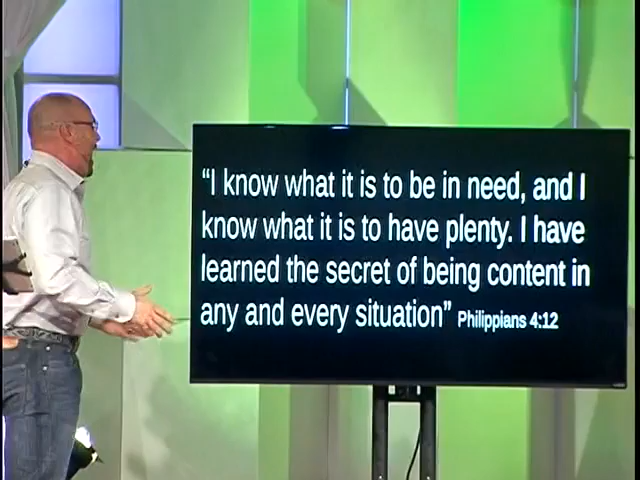 “I know what it is to be in need, and I
know what it is to have plenty. I have
learned the secret of being content in
any and every situation” Philippians 4:12